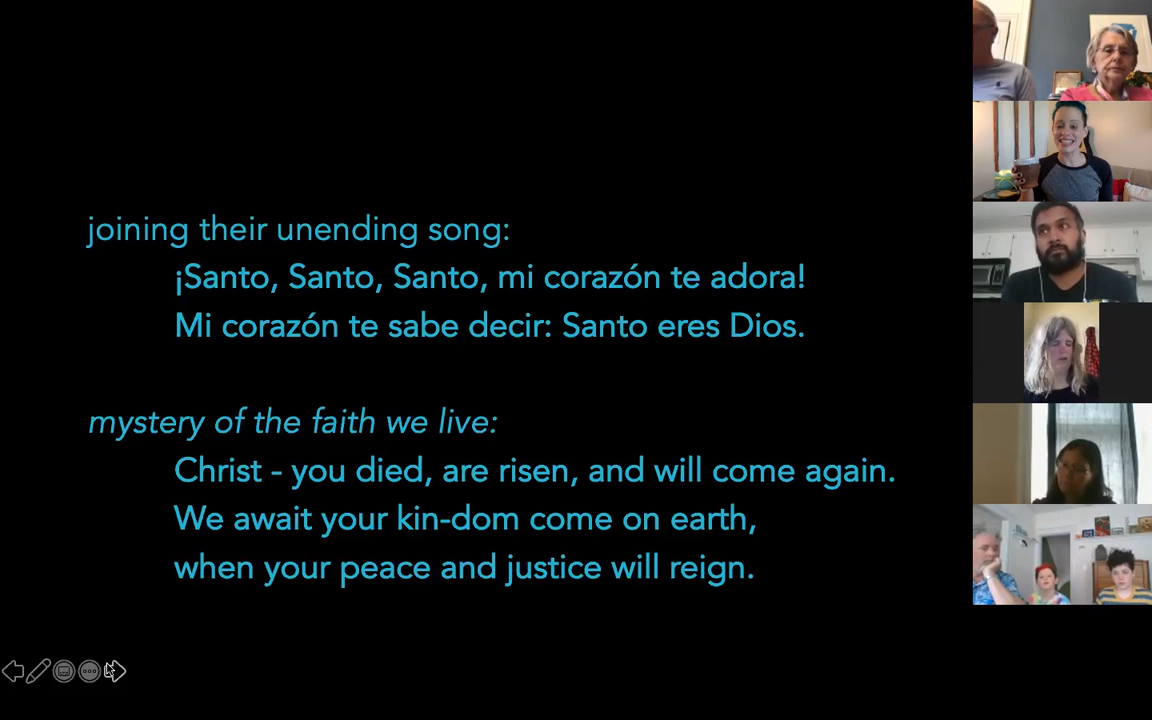 joining their unending song:
¡Santo, Santo, Santo, mi corazón te adora!
Mi corazón te sabe decir: Santo eres Dios.
mystery of the faith we live:
Christ - you died, are risen, and will come again.
We await your kin-dom come on earth,
when your peace and justice will reign.